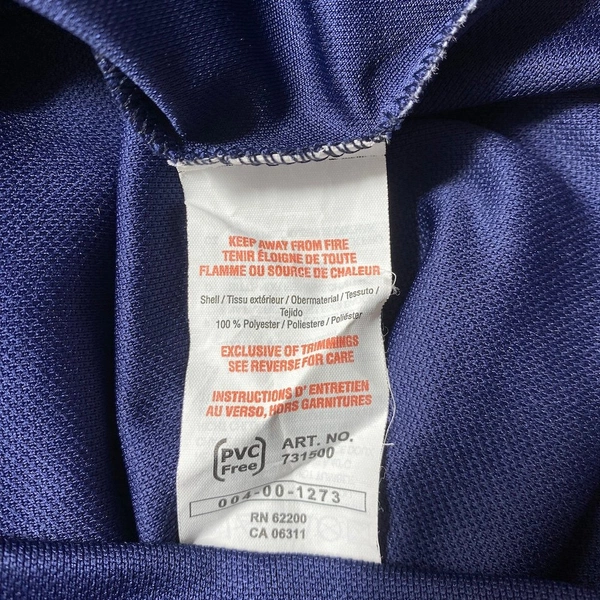 KEEP AWAY FROM FIRE
TENIR ÉLOIGNE DE TOUTE
FLAMME OU SOURCE DE CHALEUR
Shell / Tissu extérieur / Obermaterial / Tessuto /
Tejido
100 % Polyester / Poliestere / Poliéster
EXCLUSIVE OF TRIMMINGS
SEE REVERSE FOR CARE
INSTRUCTIONS D' ENTRETIEN
AU VERSO, HORS GARNITURES
PVC
Free
ART. NO.
731500
004-00-1273
RN 62200
CA 06311